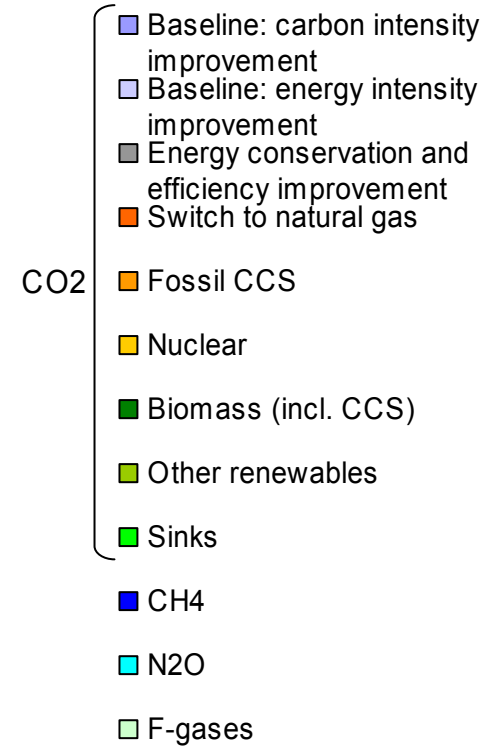 Baseline: carbon intensity
improvement
Baseline: energy intensity
improvement
Energy conservation and
efficiency improvement
Switch to natural gas
CO2
Fossil CCS
Nuclear
Biomass (incl. CCS)
Other renewables
Sinks
CH4
N2O
F-gases